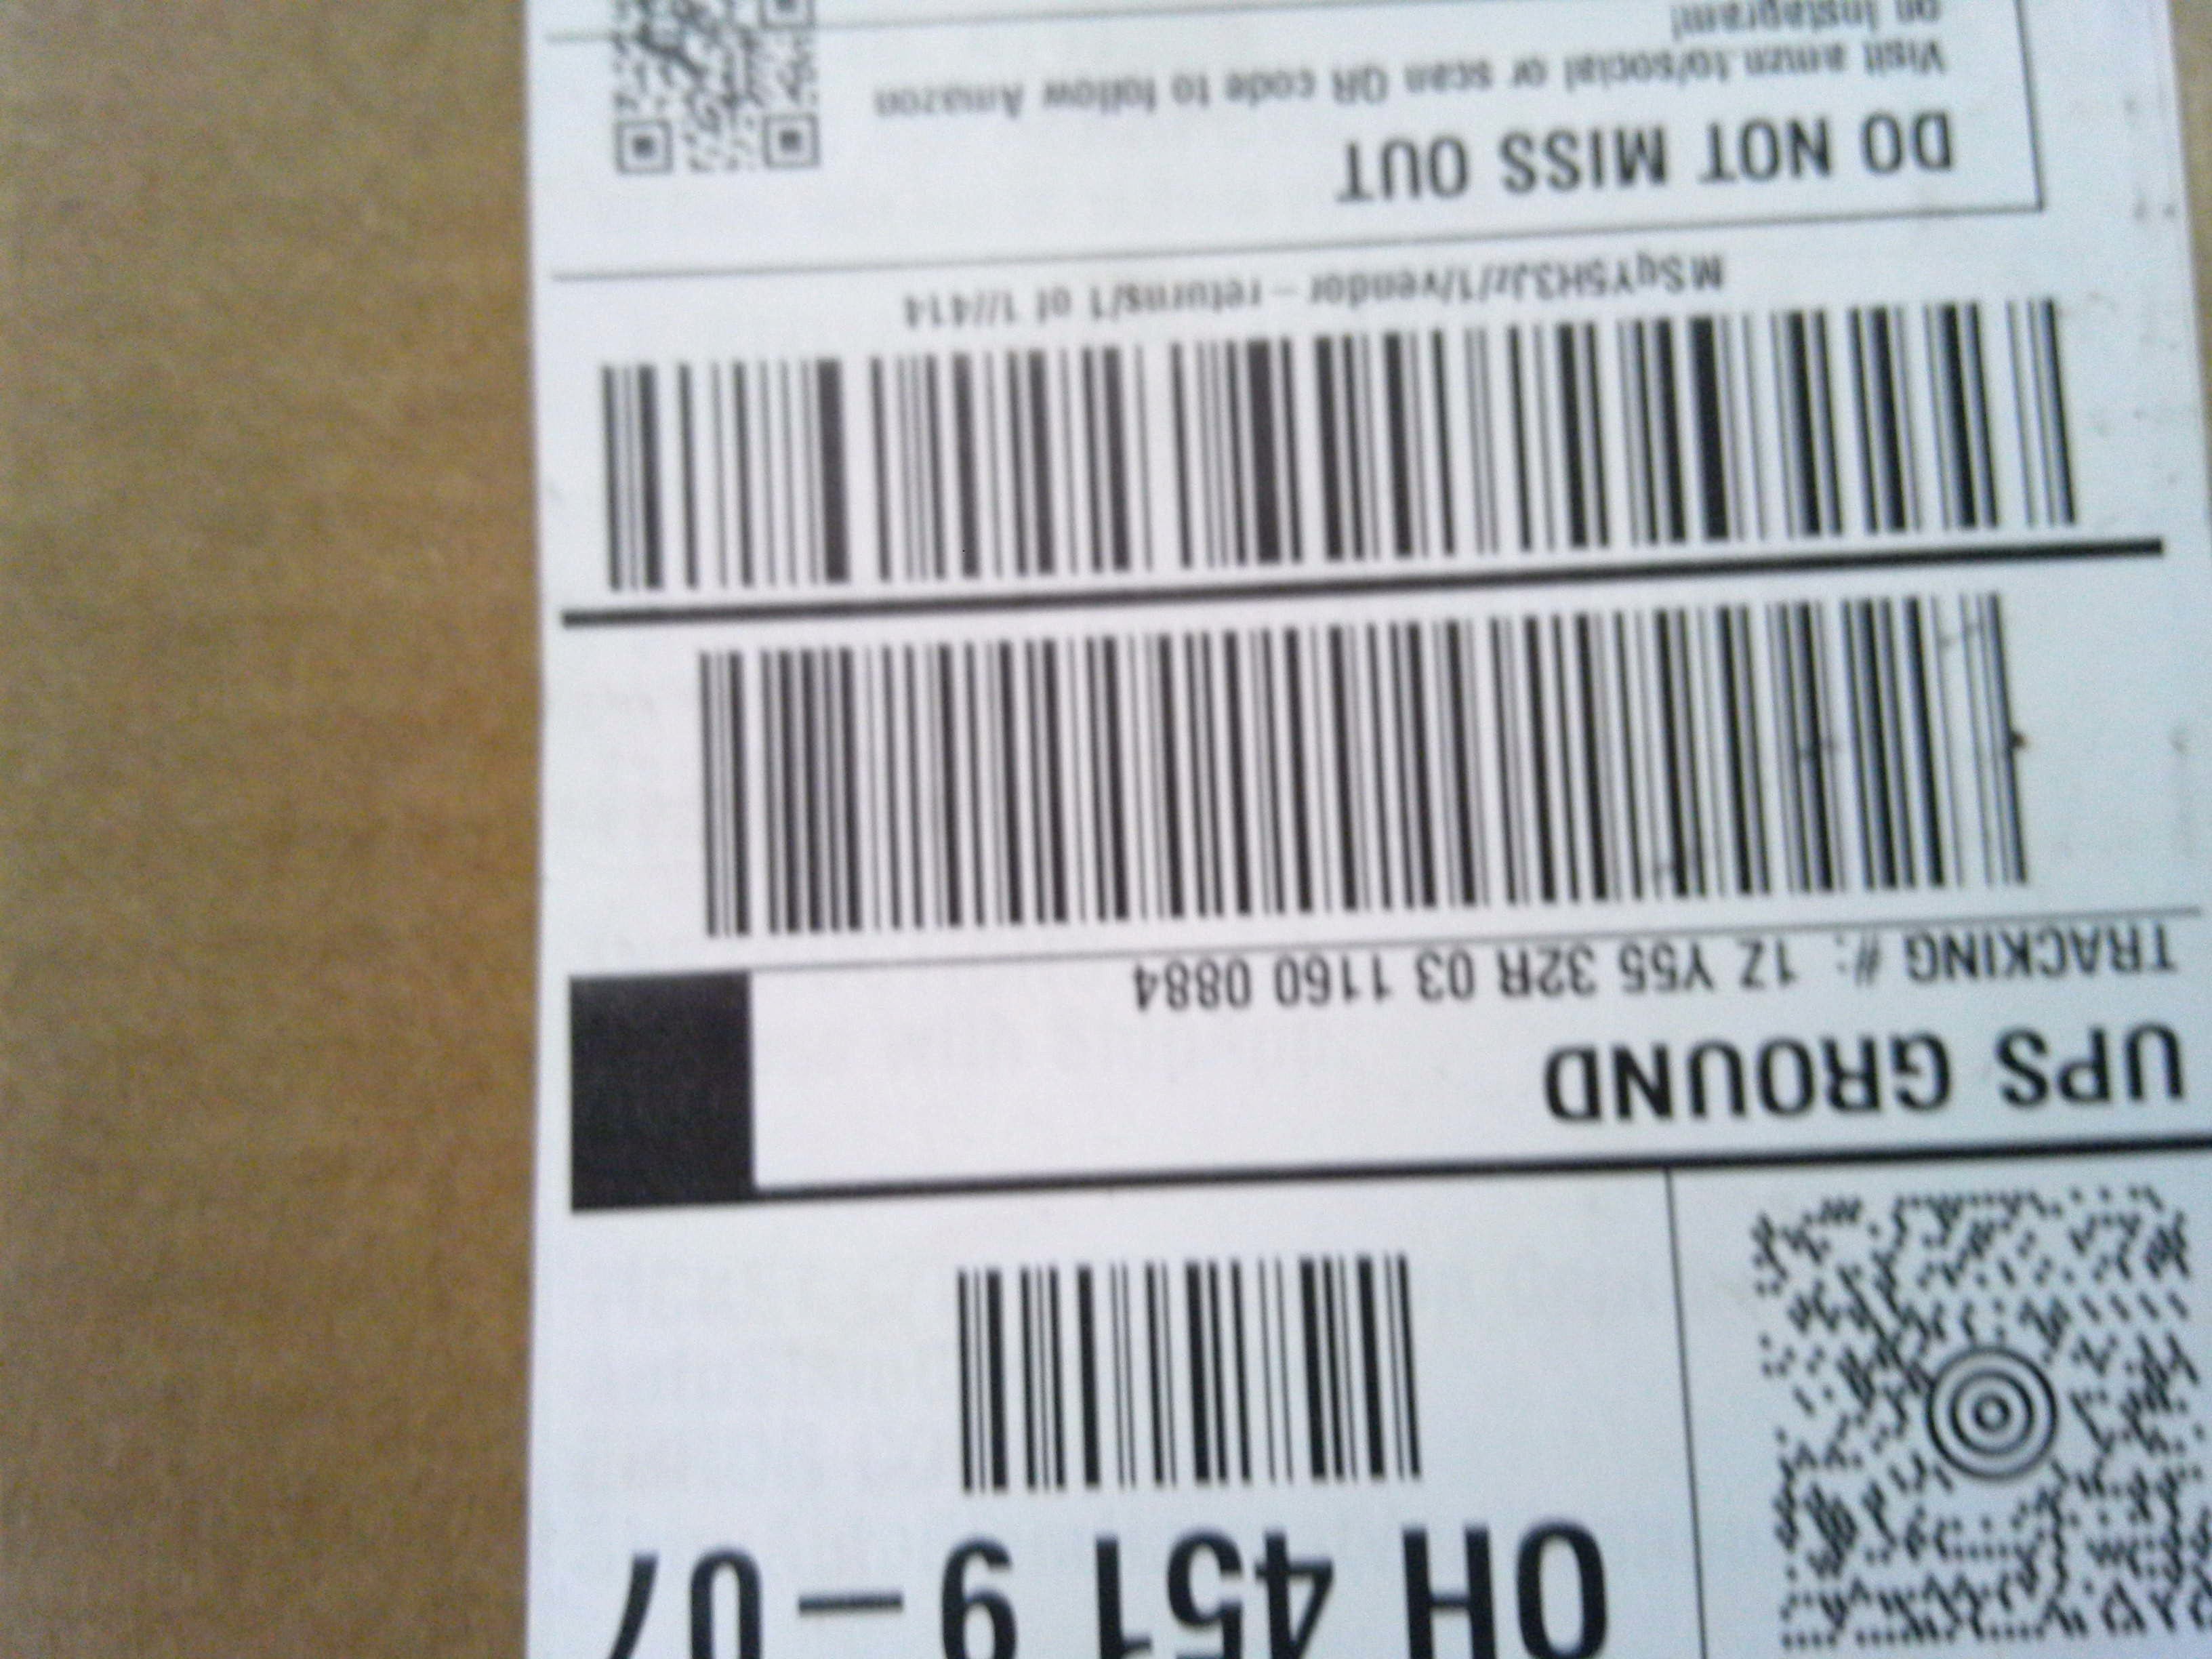 OH 451 9-07
UPS GROUND
TRACKING #: 1Z Y55 32R 03 1160 0884
MSqY5H3Jz/1/vendor-returns/1 of 1//414
DO NOT MISS OUT
Visit amzn.to/social or scan QR code to follow Amazon
on Instagram!